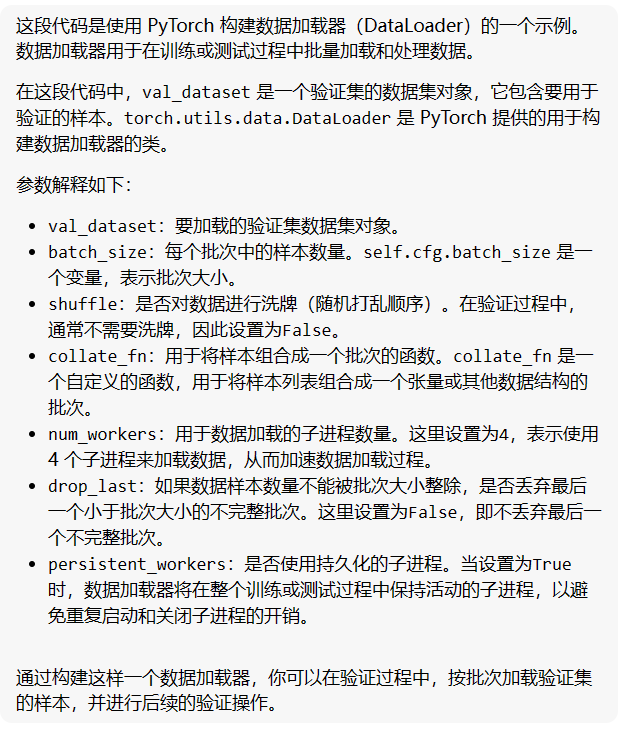 这段代码是使用 PyTorch 构建数据加载器（DataLoader）的一个示例。
数据加载器用于在训练或测试过程中批量加载和处理数据。
在这段代码中，val_dataset 是一个验证集的数据集对象，它包含要用于
验证的样本。torch.utils.data.DataLoader 是 PyTorch 提供的用于构
建数据加载器的类。
参数解释如下：
• val_dataset：要加载的验证集数据集对象。
• batch_size：每个批次中的样本数量。self.cfg.batch_size 是一
个变量，表示批次大小。
• shuffle：是否对数据进行洗牌（随机打乱顺序）。在验证过程中，
通常不需要洗牌，因此设置为False。
• collate_fn：用于将样本组合成一个批次的函数。collate_fn 是一
个自定义的函数，用于将样本列表组合成一个张量或其他数据结构的
批次。
• num_workers：用于数据加载的子进程数量。这里设置为4，表示使用
4 个子进程来加载数据，从而加速数据加载过程。
• drop_last：如果数据样本数量不能被批次大小整除，是否丢弃最后
一个小于批次大小的不完整批次。这里设置为False，即不丢弃最后一
个不完整批次。
• persistent_workers：是否使用持久化的子进程。当设置为True
时，数据加载器将在整个训练或测试过程中保持活动的子进程，以避
免重复启动和关闭子进程的开销。
通过构建这样一个数据加载器，你可以在验证过程中，按批次加载验证集
的样本，并进行后续的验证操作。